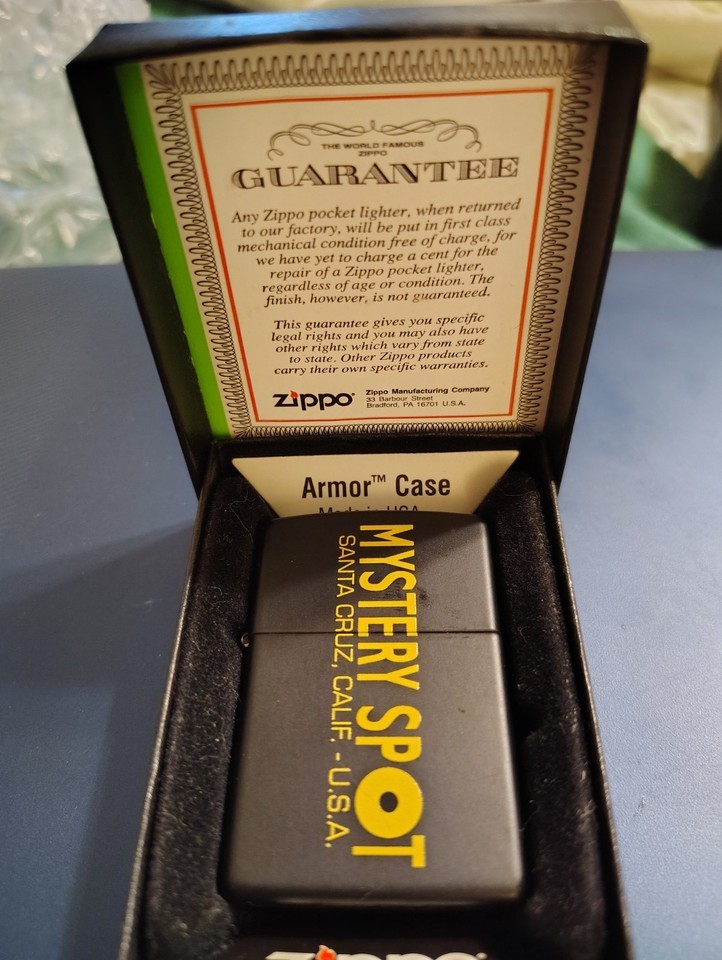 THE WORLD FAMOUS
ZIPPO
GUARANTEE
Any Zippo pocket lighter, when returned
to our factory, will be put in first class
mechanical condition free of charge, for
we have yet to charge a cent for the
repair of a Zippo pocket lighter,
regardless of age or condition. The
finish, however, is not guaranteed.
This guarantee gives you specific
legal rights and you may also have
other rights which vary from state
to state. Other Zippo products
carry their own specific warranties.
zippo® Zippo Manufacturing Company
33 Barbour Street
Bradford, PA 16701 U.S.A.
Armor™ Case
Made in USA
MYSTERY SPOT
SANTA CRUZ, CALIF. - U.S.A.
zippo